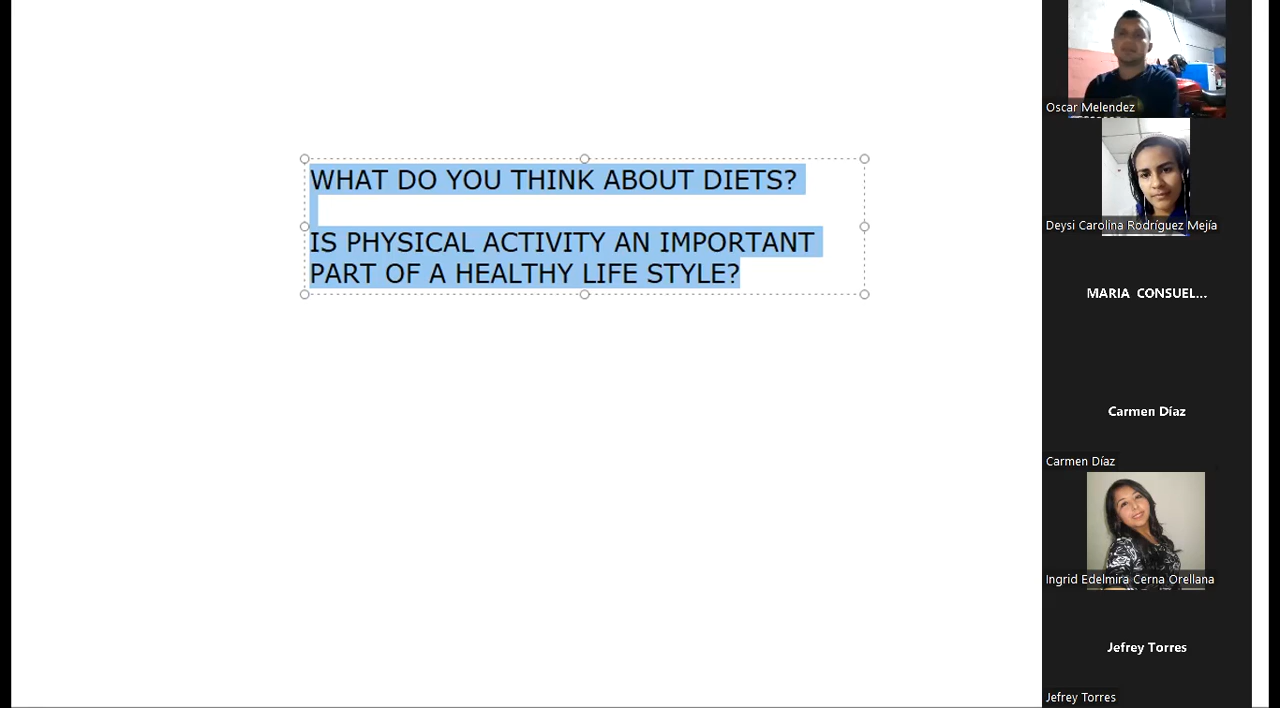 WHAT DO YOU THINK ABOUT DIETS?
IS PHYSICAL ACTIVITY AN IMPORTANT
PART OF A HEALTHY LIFE STYLE?
Oscar Melendez
Deysi Carolina Rodríguez Mejía
MARIA CONSUEL...
Carmen Díaz
Carmen Díaz
Ingrid Edelmira Cerna Orellana
Jefrey Torres
Jefrey Torres